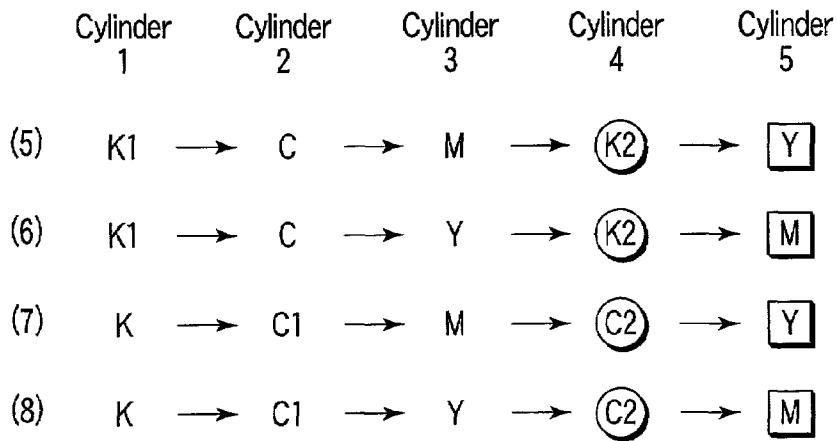 Cylinder 1 Cylinder 2 Cylinder 3 Cylinder 4 Cylinder 5
(5) K1 → C → M → K2 → Y
(6) K1 → C → Y → K2 → M
(7) K → C1 → M → C2 → Y
(8) K → C1 → Y → C2 → M